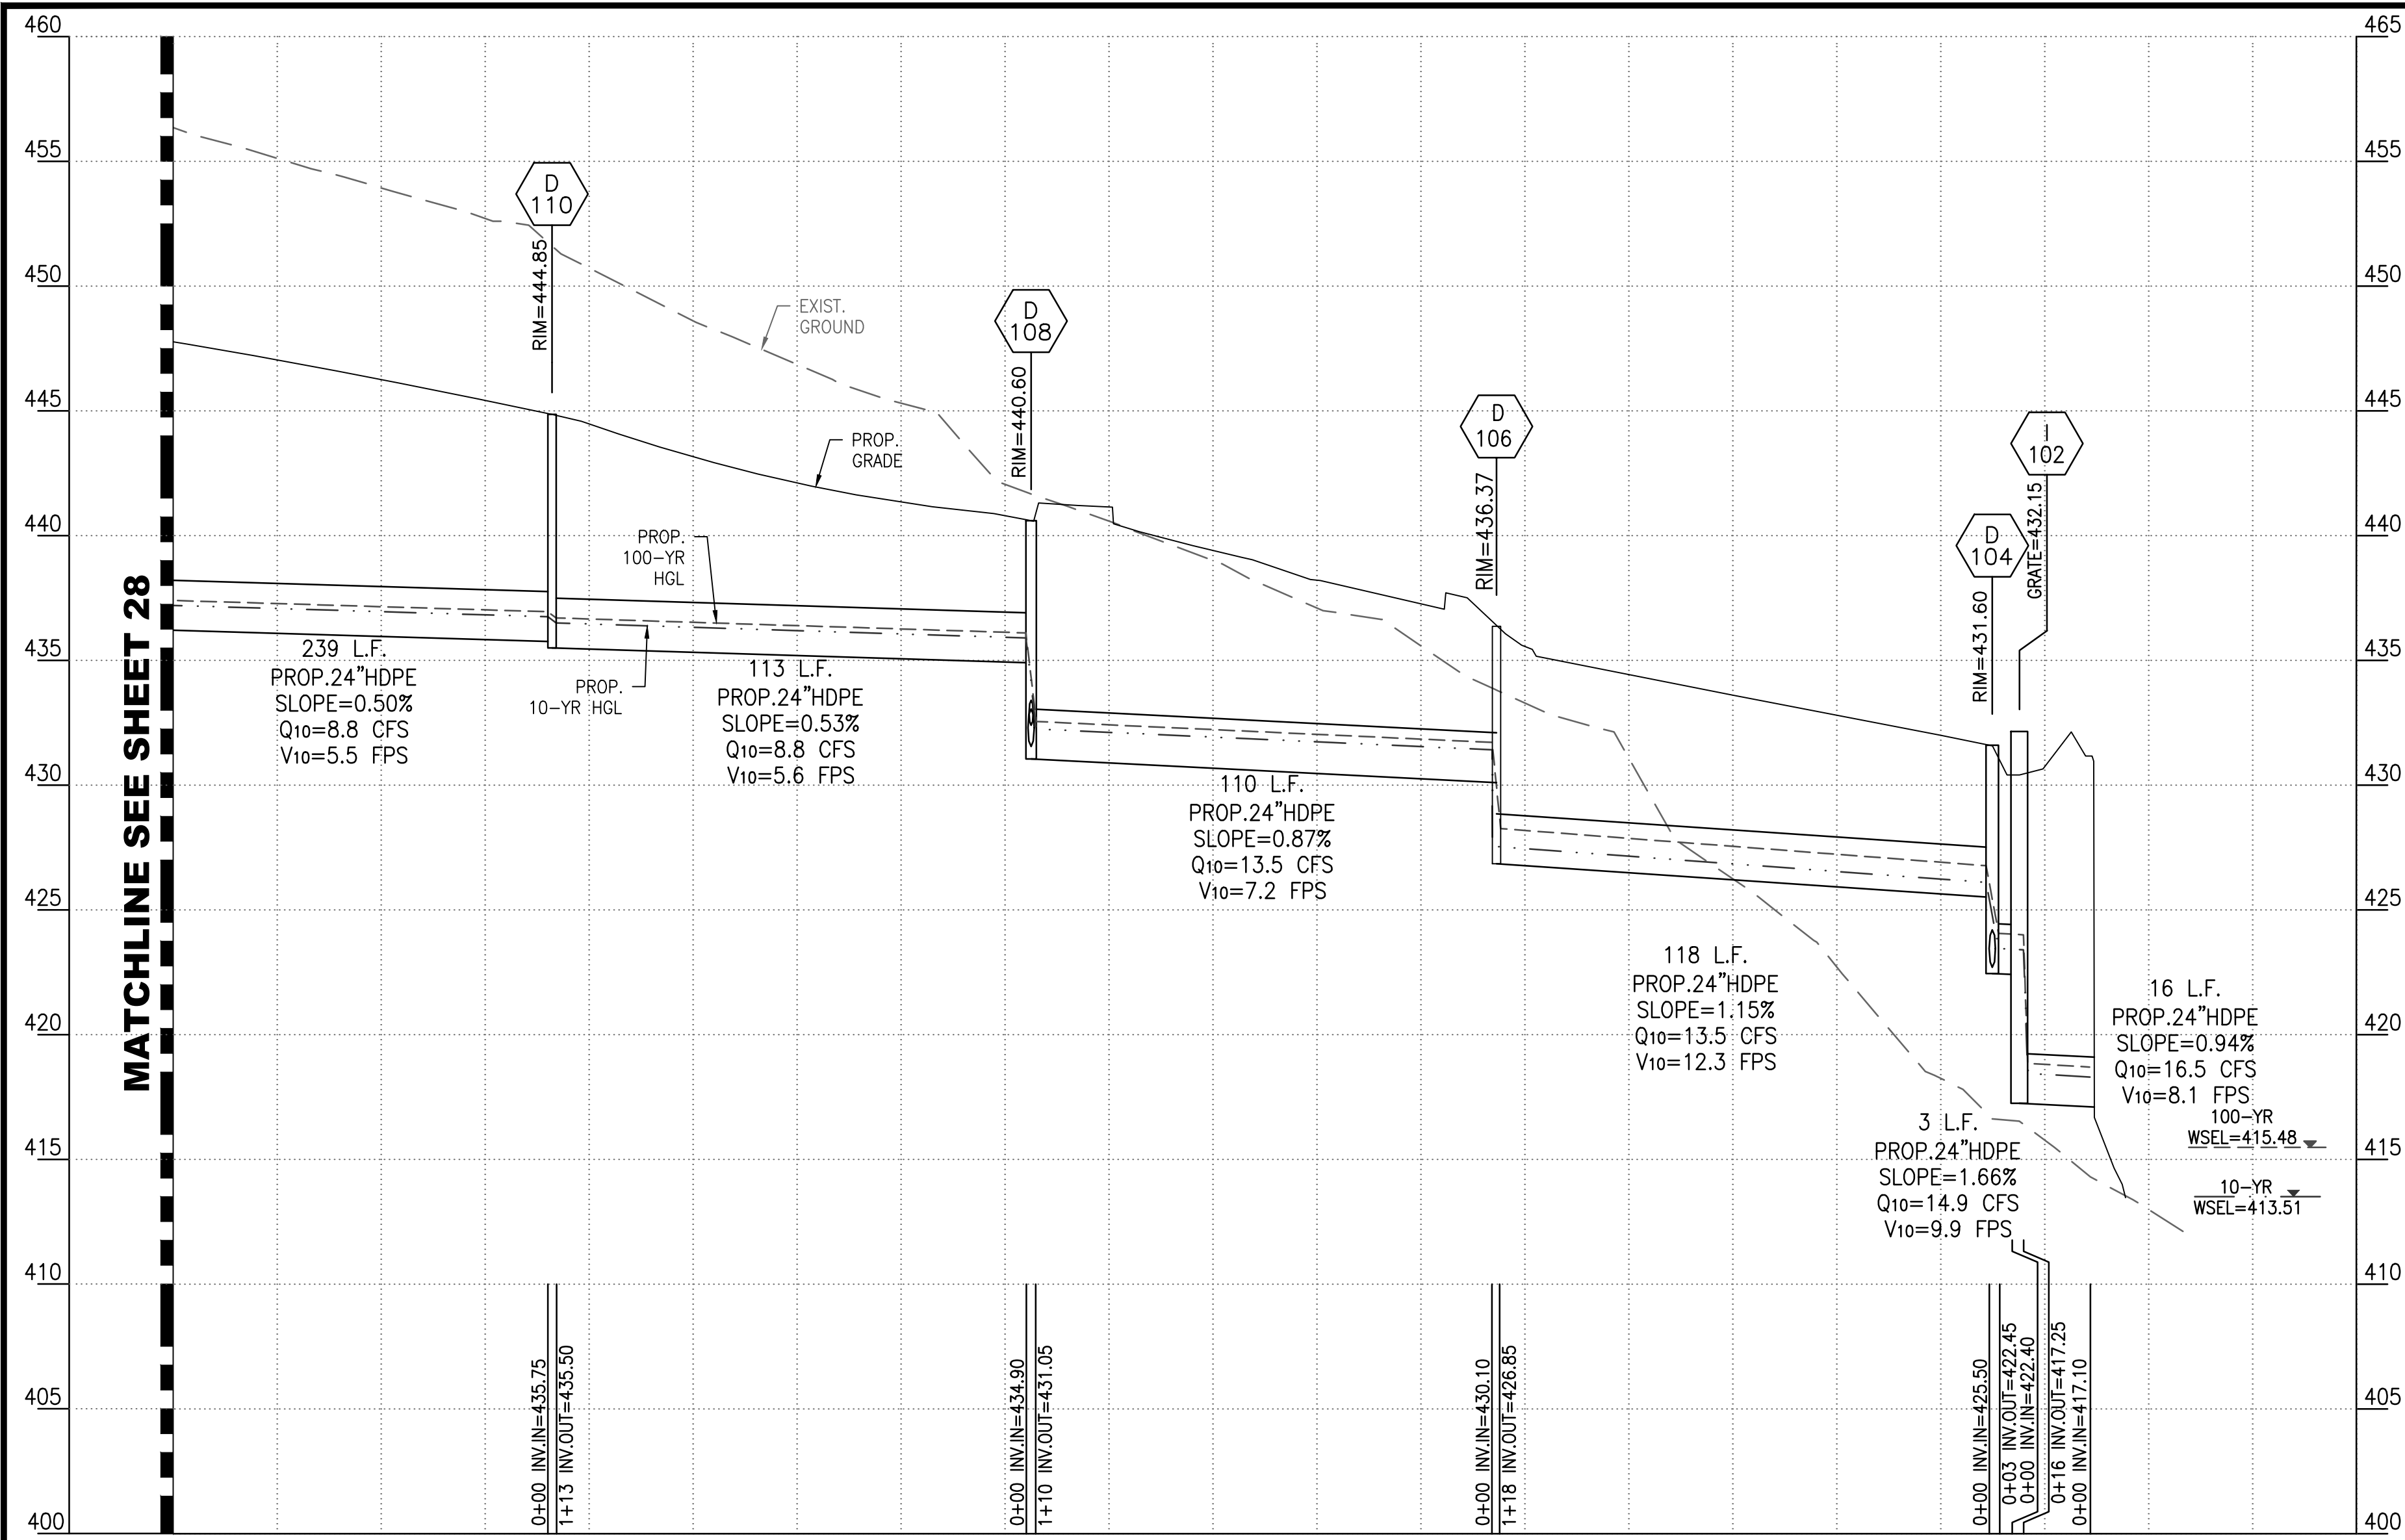 460
455
450
445
440
435
430
425
420
415
410
405
400
465
455
450
445
440
435
430
425
420
415
410
405
400
MATCHLINE SEE SHEET 28
D
110
RIM=444.85
EXIST.
GROUND
PROP.
GRADE
D
108
RIM=440.60
D
106
RIM=436.37
I
102
GRATE=432.15
D
104
RIM=431.60
PROP.
100-YR
HGL
PROP.
10-YR HGL
239 L.F.
PROP.24"HDPE
SLOPE=0.50%
Q10=8.8 CFS
V10=5.5 FPS
113 L.F.
PROP.24"HDPE
SLOPE=0.53%
Q10=8.8 CFS
V10=5.6 FPS
110 L.F.
PROP.24"HDPE
SLOPE=0.87%
Q10=13.5 CFS
V10=7.2 FPS
118 L.F.
PROP.24"HDPE
SLOPE=1.15%
Q10=13.5 CFS
V10=12.3 FPS
3 L.F.
PROP.24"HDPE
SLOPE=1.66%
Q10=14.9 CFS
V10=9.9 FPS
16 L.F.
PROP.24"HDPE
SLOPE=0.94%
Q10=16.5 CFS
V10=8.1 FPS
100-YR
WSEL=415.48
10-YR
WSEL=413.51
0+00 INV.IN=435.75
1+13 INV.OUT=435.50
0+00 INV.IN=434.90
1+10 INV.OUT=431.05
0+00 INV.IN=430.10
1+18 INV.OUT=426.85
0+00 INV.IN=425.50
0+03 INV.OUT=422.45
0+00 INV.IN=422.40
0+16 INV.OUT=417.25
0+00 INV.IN=417.10